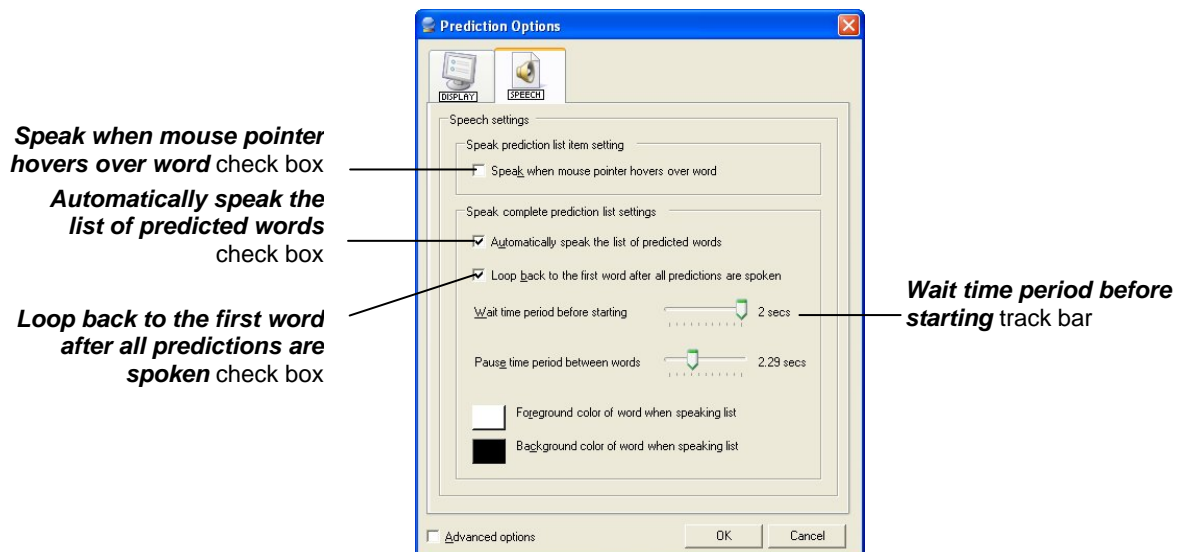 Prediction Options
DISPLAY
SPEECH
Speech settings
Speak prediction list item setting
Speak when mouse pointer hovers over word
Speak complete prediction list settings
Automatically speak the list of predicted words
Loop back to the first word after all predictions are spoken
Wait time period before starting
2 secs
Pause time period between words
2.29 secs
Foreground color of word when speaking list
Background color of word when speaking list
Advanced options
OK
Cancel
Speak when mouse pointer
hovers over word check box
Automatically speak the
list of predicted words
check box
Loop back to the first word
after all predictions are
spoken check box
Wait time period before
starting track bar